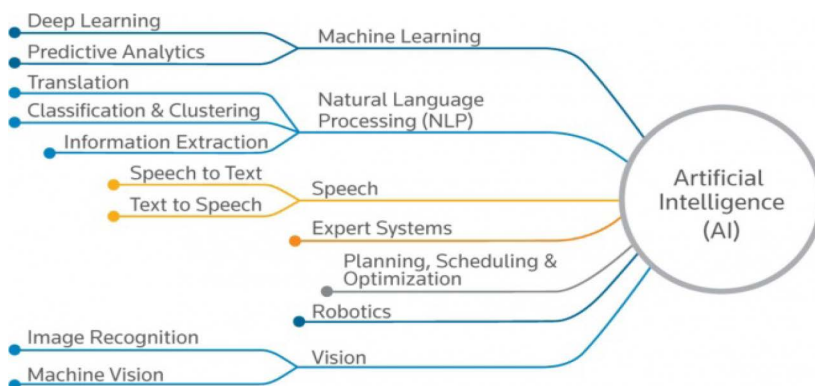 Deep Learning
Predictive Analytics
Machine Learning
Translation
Classification & Clustering
Information Extraction
Natural Language
Processing (NLP)
Speech to Text
Text to Speech
Speech
Expert Systems
Planning, Scheduling &
Optimization
Robotics
Image Recognition
Machine Vision
Vision
Artificial
Intelligence
(AI)